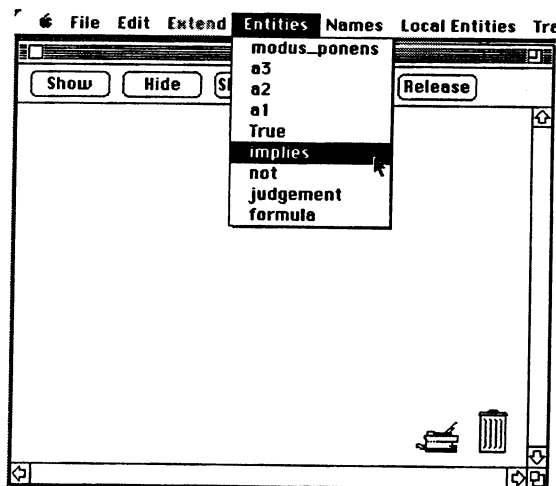 File Edit Extend Entities Names Local Entities Tra
Show Hide Release
modus_ponens
a3
a2
a1
True
implies
not
judgement
formula